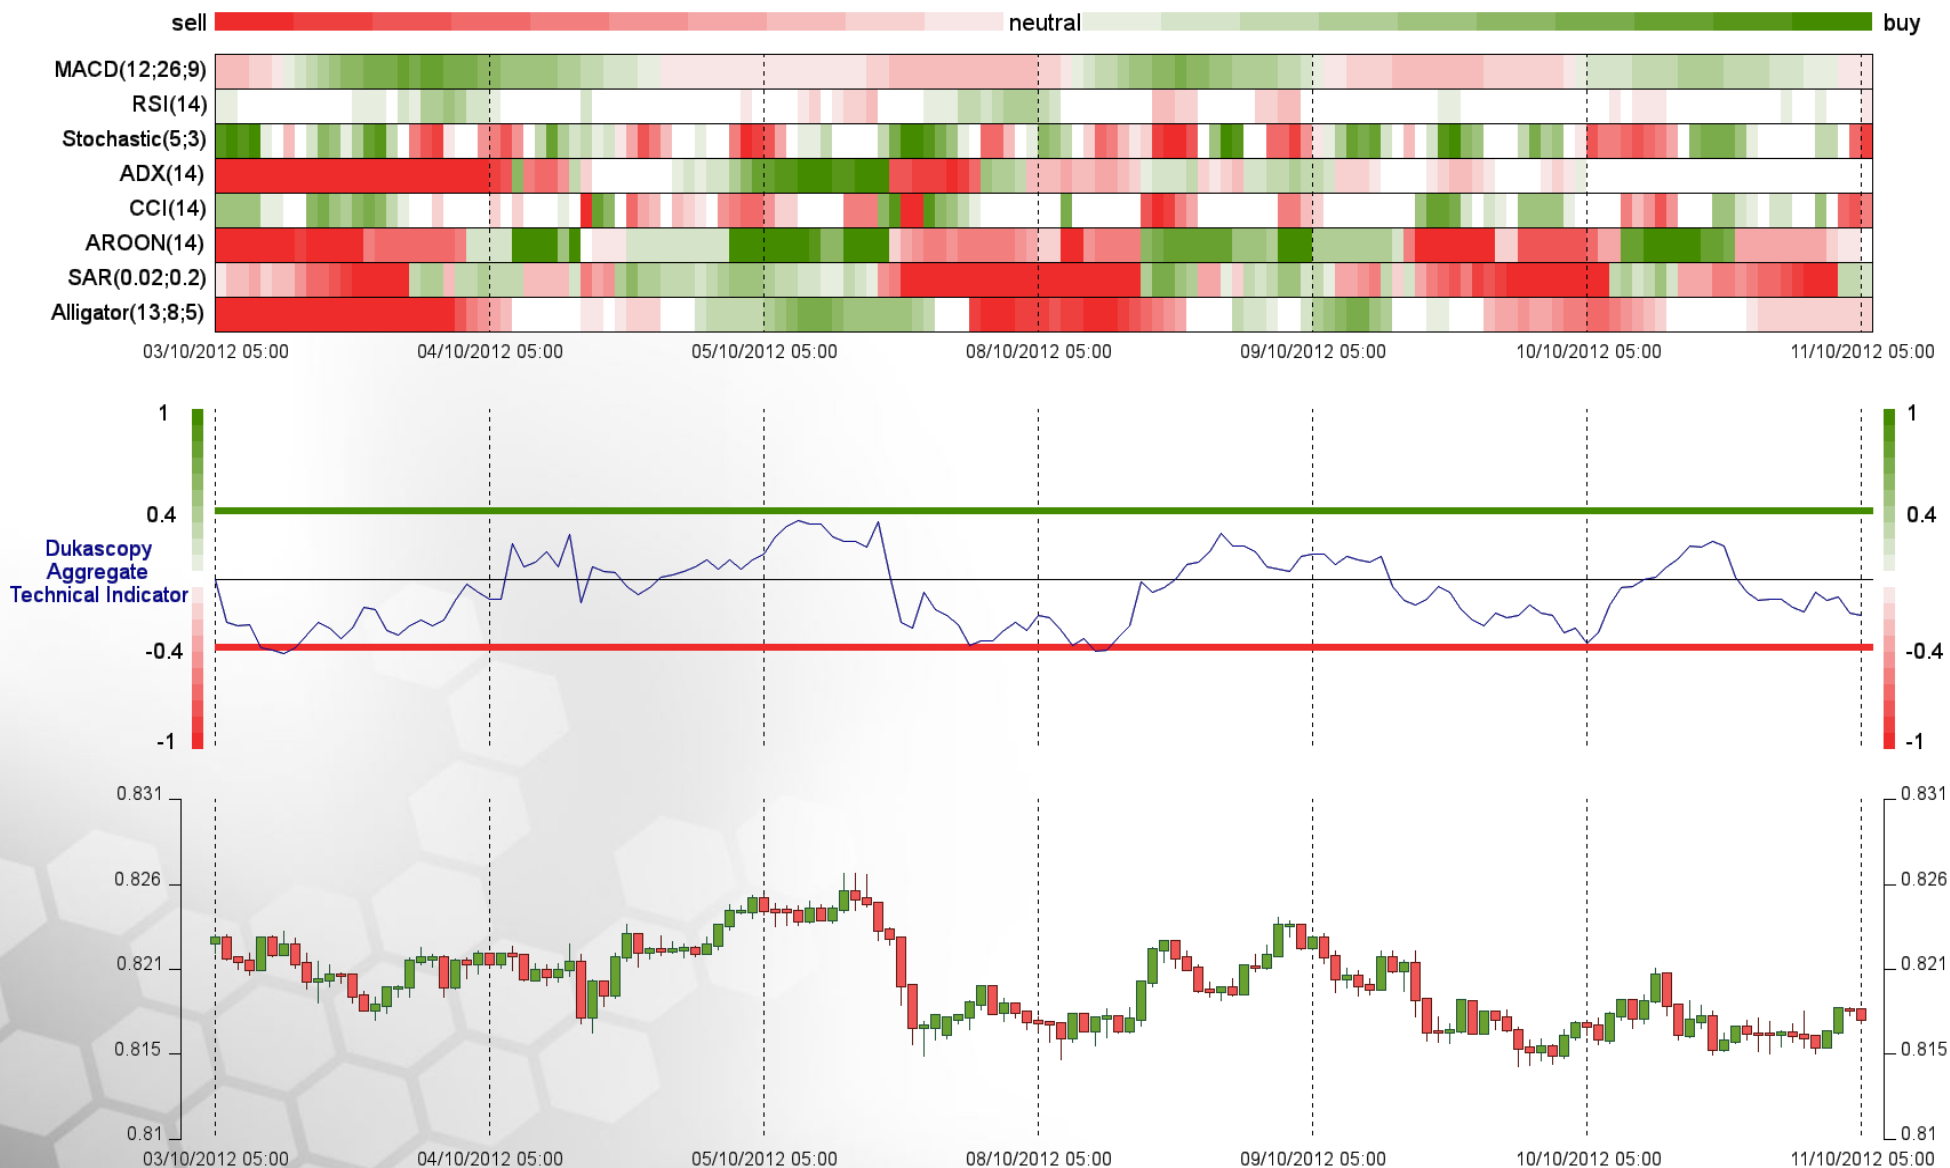 sell neutral buy
MACD(12;26;9)
RSI(14)
Stochastic(5;3)
ADX(14)
CCI(14)
AROON(14)
SAR(0.02;0.2)
Alligator(13;8;5)
03/10/2012 05:00 04/10/2012 05:00 05/10/2012 05:00 08/10/2012 05:00 09/10/2012 05:00 10/10/2012 05:00 11/10/2012 05:00
1 1
0.4 0.4
Dukascopy
Aggregate
Technical Indicator
-0.4 -0.4
-1 -1
0.831 0.831
0.826 0.826
0.821 0.821
0.815 0.815
0.81 0.81
03/10/2012 05:00 04/10/2012 05:00 05/10/2012 05:00 08/10/2012 05:00 09/10/2012 05:00 10/10/2012 05:00 11/10/2012 05:00